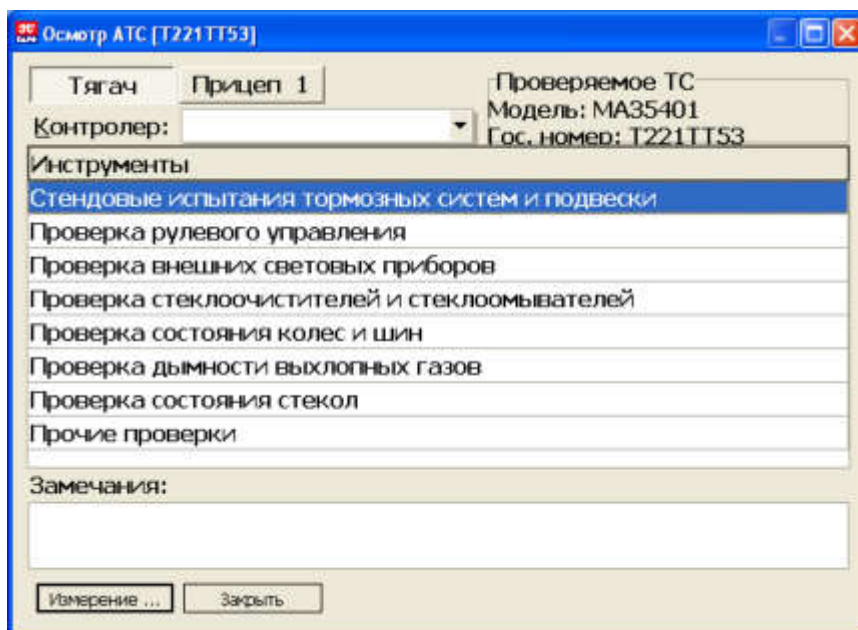 Осмотр АТС [Т221ТТ53]
Тягач Прицеп 1
Проверяемое ТС
Модель: МАЗ5401
Контролер:
Гос. номер: Т221ТТ53
Инструменты
Стендовые испытания тормозных систем и подвески
Проверка рулевого управления
Проверка внешних световых приборов
Проверка стеклоочистителей и стеклоомывателей
Проверка состояния колес и шин
Проверка дымности выхлопных газов
Проверка состояния стекол
Прочие проверки
Замечания:
Измерение ... Закрыть